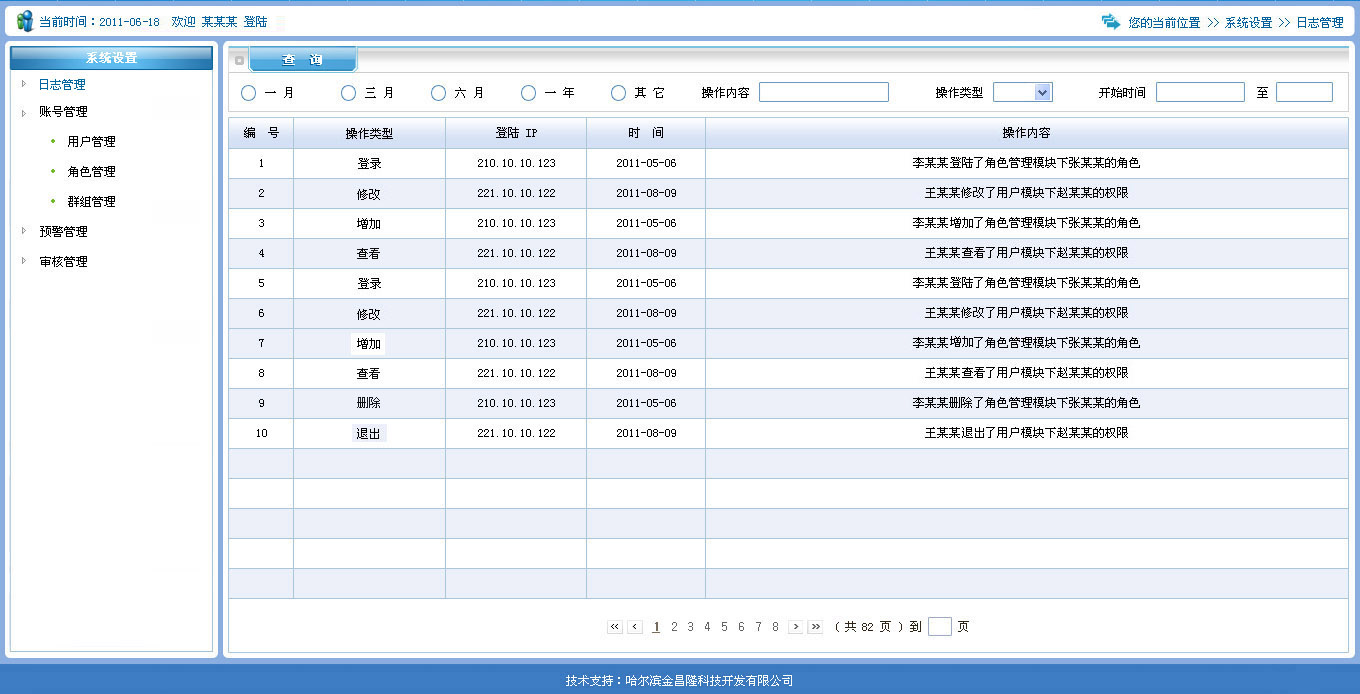 当前时间：2011-06-18 欢迎 某某某 登陆 您的当前位置 >> 系统设置 >> 日志管理
系统设置
日志管理
账号管理
用户管理
角色管理
群组管理
预警管理
审核管理
查 询
一 月 三 月 六 月 一 年 其 它 操作内容 操作类型 开始时间 至
编 号 操作类型 登陆 IP 时 间 操作内容
1 登录 210.10.10.123 2011-05-06 李某某登陆了角色管理模块下张某某的角色
2 修改 221.10.10.122 2011-08-09 王某某修改了用户模块下赵某某的权限
3 增加 210.10.10.123 2011-05-06 李某某增加了角色管理模块下张某某的角色
4 查看 221.10.10.122 2011-08-09 王某某查看了用户模块下赵某某的权限
5 登录 210.10.10.123 2011-05-06 李某某登陆了角色管理模块下张某某的角色
6 修改 221.10.10.122 2011-08-09 王某某修改了用户模块下赵某某的权限
7 增加 210.10.10.123 2011-05-06 李某某增加了角色管理模块下张某某的角色
8 查看 221.10.10.122 2011-08-09 王某某查看了用户模块下赵某某的权限
9 删除 210.10.10.123 2011-05-06 李某某删除了角色管理模块下张某某的角色
10 退出 221.10.10.122 2011-08-09 王某某退出了用户模块下赵某某的权限
<< < 1 2 3 4 5 6 7 8 > >> ( 共 82 页 ) 到 页
技术支持：哈尔滨金昌隆科技开发有限公司